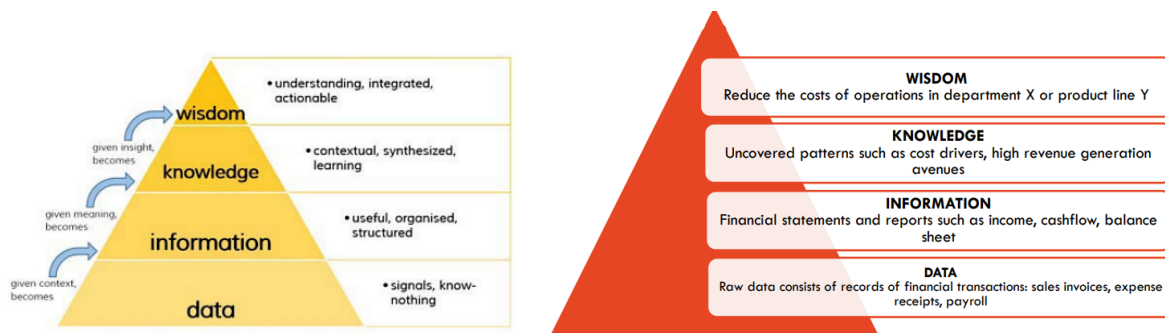 • understanding, integrated,
actionable
wisdom
given insight,
becomes
• contextual, synthesized,
learning
knowledge
given meaning,
becomes
• useful, organised,
structured
information
given context,
becomes
• signals, know-
nothing
data
WISDOM
Reduce the costs of operations in department X or product line Y
KNOWLEDGE
Uncovered patterns such as cost drivers, high revenue generation
avenues
INFORMATION
Financial statements and reports such as income, cashflow, balance
sheet
DATA
Raw data consists of records of financial transactions: sales invoices, expense
receipts, payroll